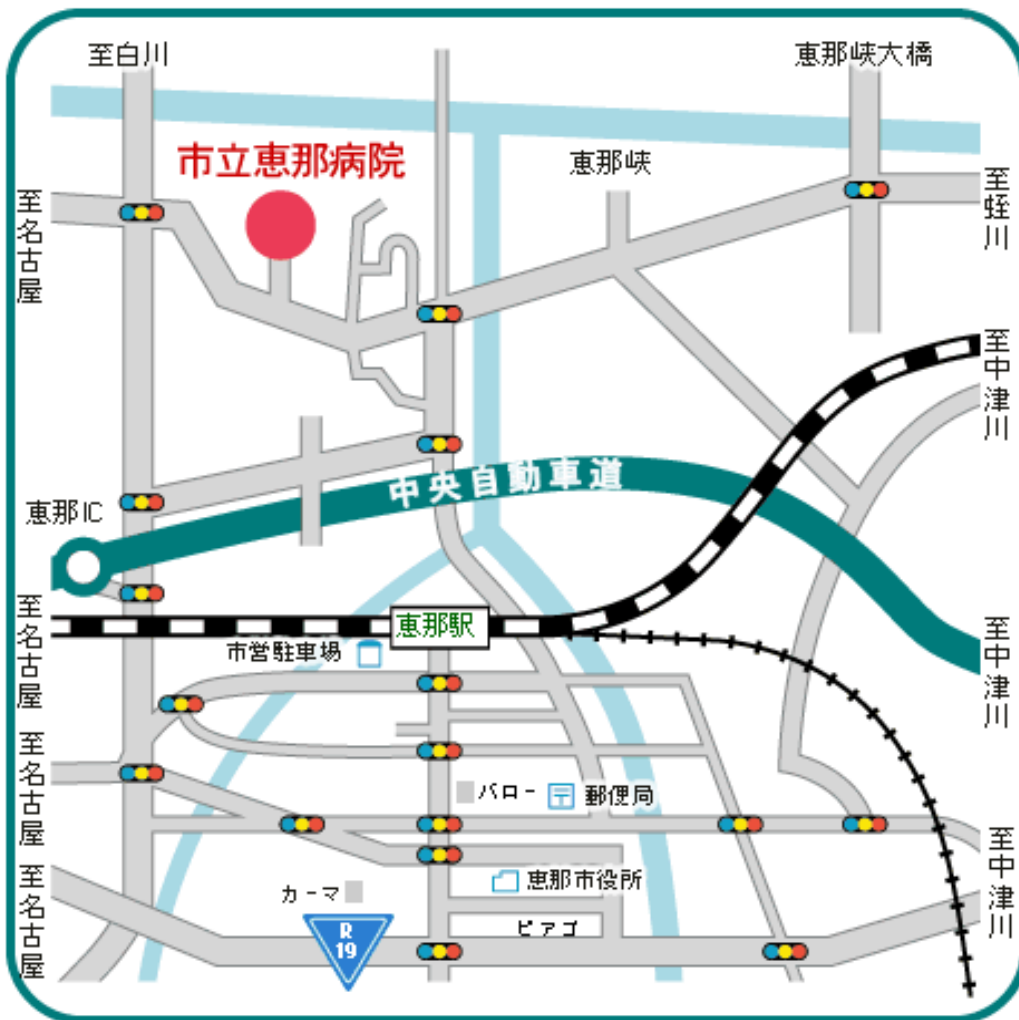 至白川
恵那峡大橋
市立恵那病院
恵那峡
至名古屋
至蛭川
至中津川
中央自動車道
恵那IC
至名古屋
恵那駅
至中津川
市営駐車場
至名古屋
バロー
郵便局
至中津川
至名古屋
カーマ
恵那市役所
R
19
ピアゴ